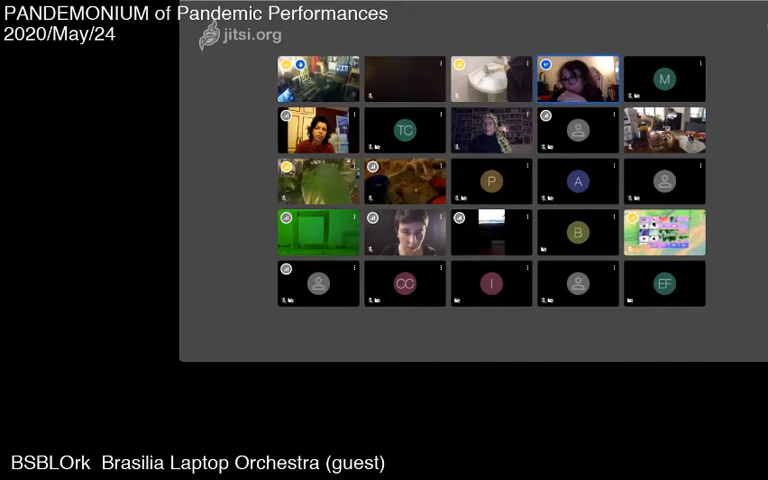 PANDEMONIUM of Pandemic Performances
2020/May/24
jitsi.org
M
TC
P
A
B
CC
I
EF
BSBLOrk Brasilia Laptop Orchestra (guest)